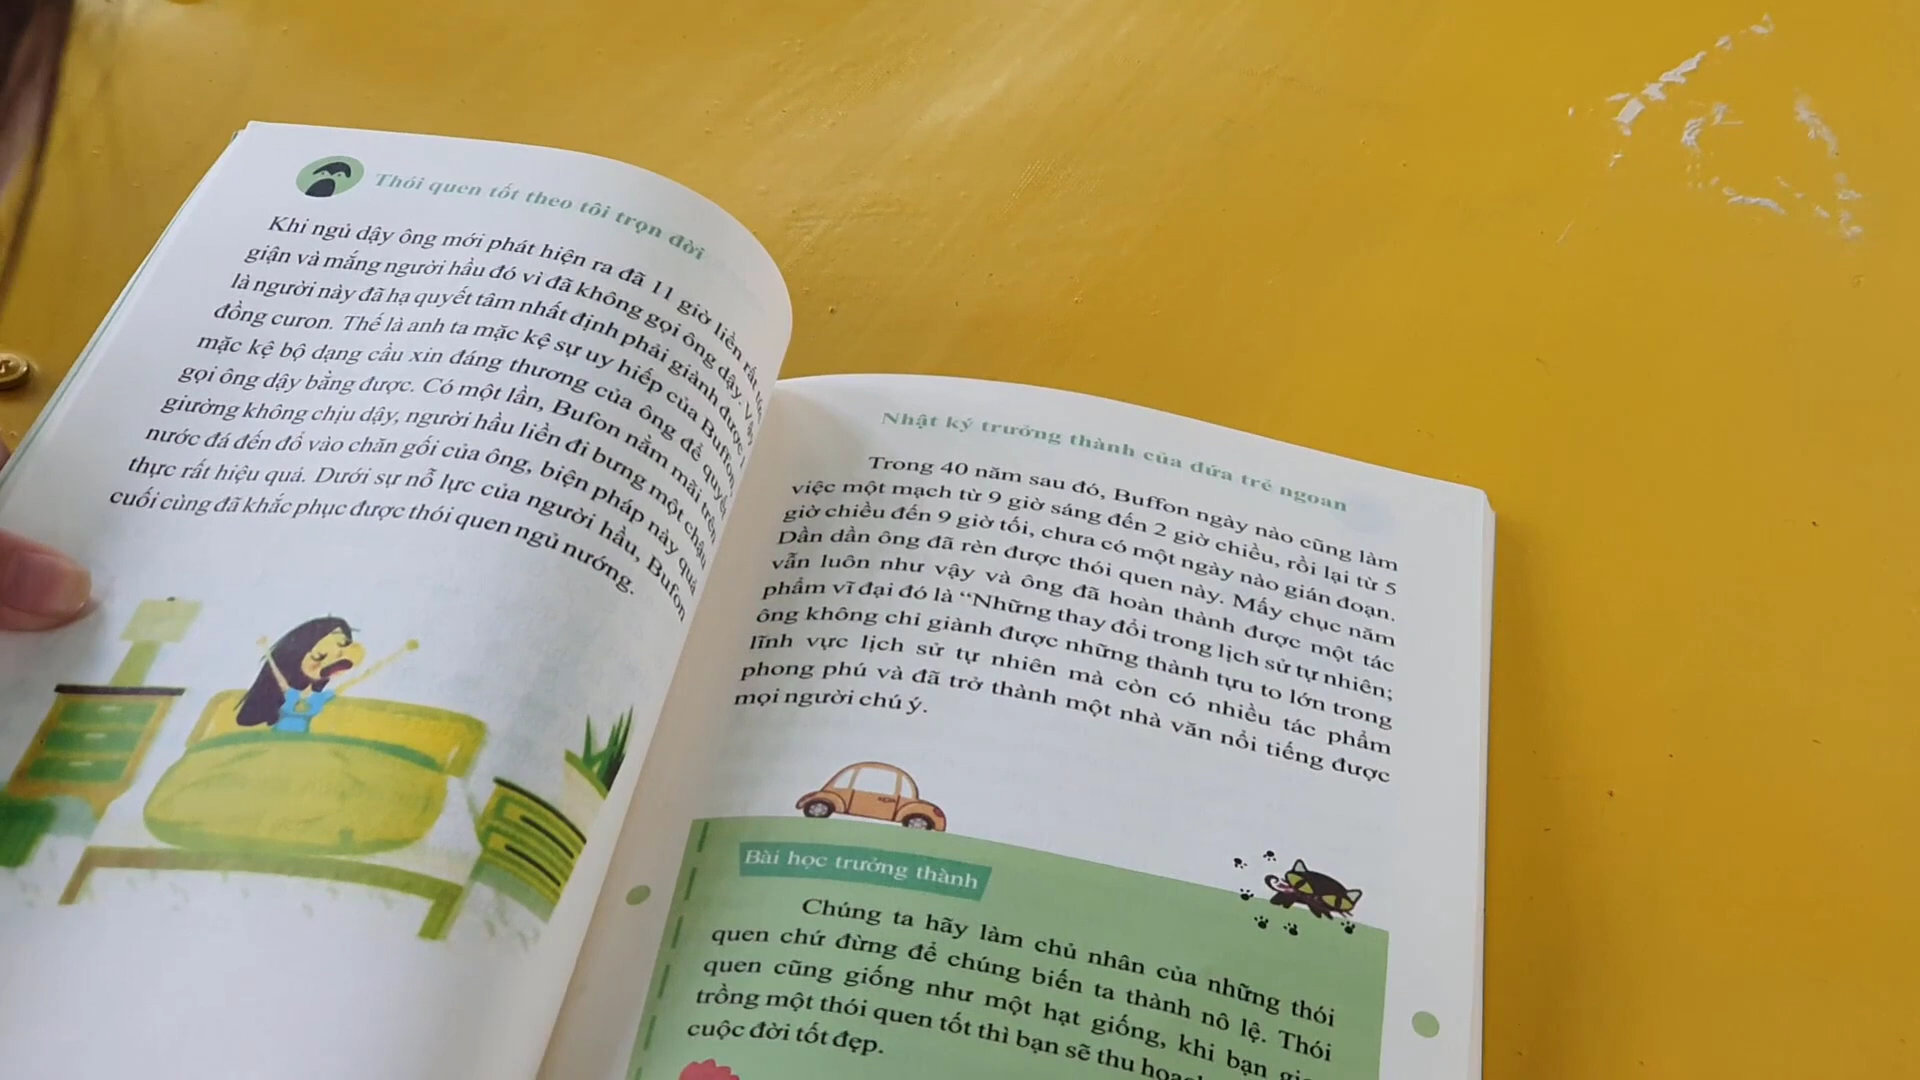 Thói quen tốt theo tôi trọn đời
Khi ngủ dậy ông mới phát hiện ra đã 11 giờ liền rất tức
giận và mắng người hầu đó vì đã không gọi ông dậy. Vậy
là người này đã hạ quyết tâm nhất định phải giành được 1
đồng curon. Thế là anh ta mặc kệ sự uy hiếp của Buffon,
mặc kệ bộ dạng cầu xin đáng thương của ông để quyết
gọi ông dậy bằng được. Có một lần, Bufon nằm mãi trên
giường không chịu dậy, người hầu liền đi bưng một chậu
nước đá đến đổ vào chăn gối của ông, biện pháp này quả
thực rất hiệu quả. Dưới sự nỗ lực của người hầu, Bufon
cuối cùng đã khắc phục được thói quen ngủ nướng.
Nhật ký trưởng thành của đứa trẻ ngoan
Trong 40 năm sau đó, Buffon ngày nào cũng làm
việc một mạch từ 9 giờ sáng đến 2 giờ chiều, rồi lại từ 5
giờ chiều đến 9 giờ tối, chưa có một ngày nào gián đoạn.
Dần dần ông đã rèn được thói quen này. Mấy chục năm
vẫn luôn như vậy và ông đã hoàn thành được một tác
phẩm vĩ đại đó là “Những thay đổi trong lịch sử tự nhiên;
ông không chỉ giành được những thành tựu to lớn trong
lĩnh vực lịch sử tự nhiên mà còn có nhiều tác phẩm
phong phú và đã trở thành một nhà văn nổi tiếng được
mọi người chú ý.
Bài học trưởng thành
Chúng ta hãy làm chủ nhân của những thói
quen chứ đừng để chúng biến ta thành nô lệ. Thói
quen cũng giống như một hạt giống, khi bạn
trồng một thói quen tốt thì bạn sẽ thu
cuộc đời tốt đẹp.